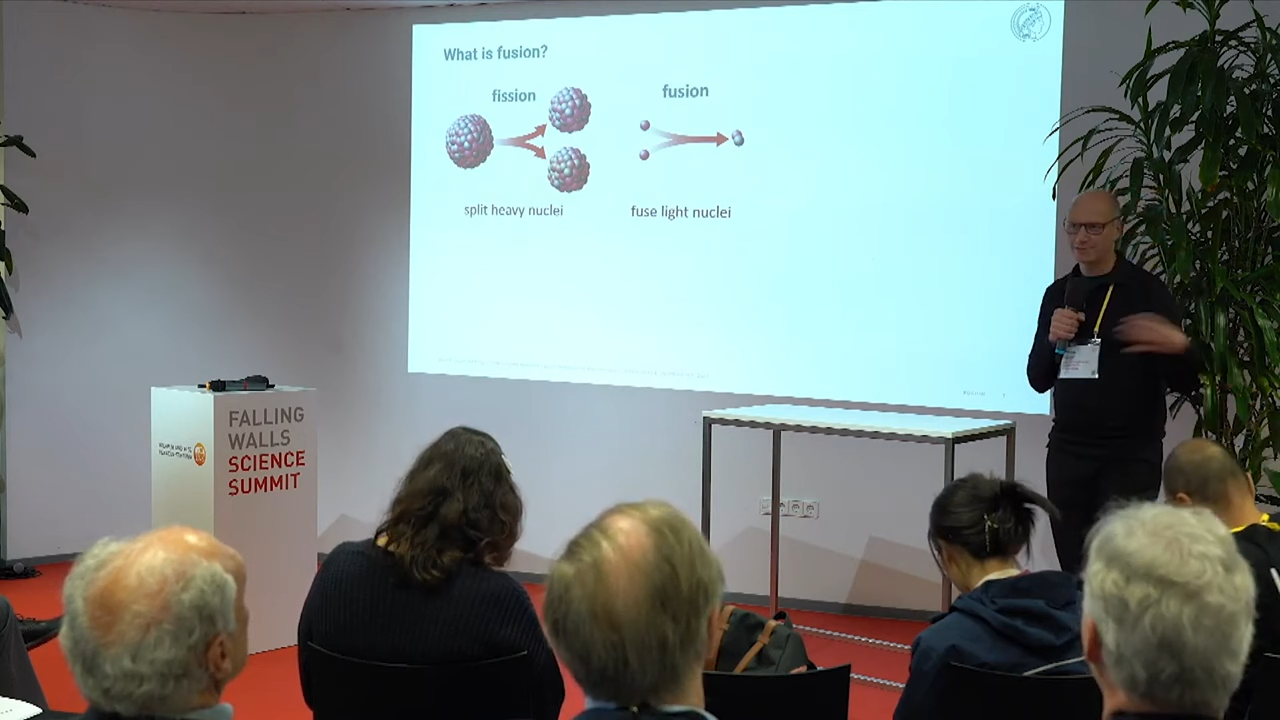 What is fusion?
fission
fusion
split heavy nuclei
fuse light nuclei
FALLING
WALLS
SCIENCE
SUMMIT